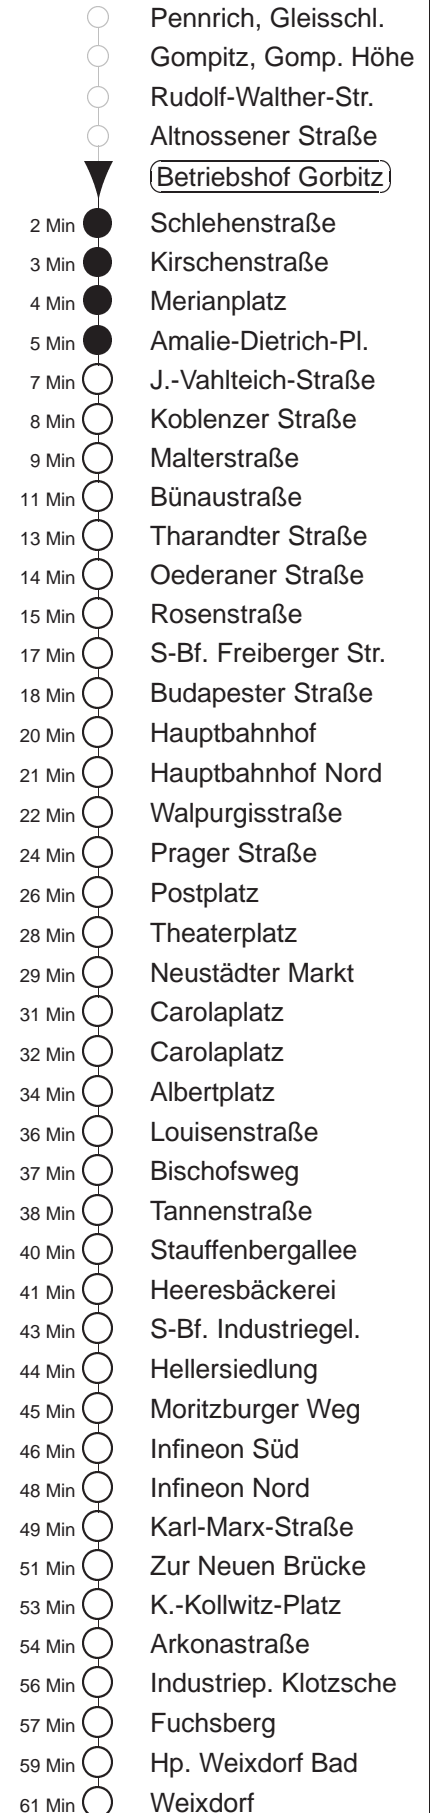 Pennrich, Gleisschl.
Gompitz, Gomp. Höhe
Rudolf-Walther-Str.
Altnossener Straße
Betriebshof Gorbitz
2 Min Schlehenstraße
3 Min Kirschenstraße
4 Min Merianplatz
5 Min Amalie-Dietrich-Pl.
7 Min J.-Vahlteich-Straße
8 Min Koblenzer Straße
9 Min Malterstraße
11 Min Bünaustraße
13 Min Tharandter Straße
14 Min Oederaner Straße
15 Min Rosenstraße
17 Min S-Bf. Freiberger Str.
18 Min Budapester Straße
20 Min Hauptbahnhof
21 Min Hauptbahnhof Nord
22 Min Walpurgisstraße
24 Min Prager Straße
26 Min Postplatz
28 Min Theaterplatz
29 Min Neustädter Markt
31 Min Carolaplatz
32 Min Carolaplatz
34 Min Albertplatz
36 Min Louisenstraße
37 Min Bischofsweg
38 Min Tannenstraße
40 Min Stauffenbergallee
41 Min Heeresbäckerei
43 Min S-Bf. Industriegel.
44 Min Hellersiedlung
45 Min Moritzburger Weg
46 Min Infineon Süd
48 Min Infineon Nord
49 Min Karl-Marx-Straße
51 Min Zur Neuen Brücke
53 Min K.-Kollwitz-Platz
54 Min Arkonastraße
56 Min Industriep. Klotzsche
57 Min Fuchsberg
59 Min Hp. Weixdorf Bad
61 Min Weixdorf